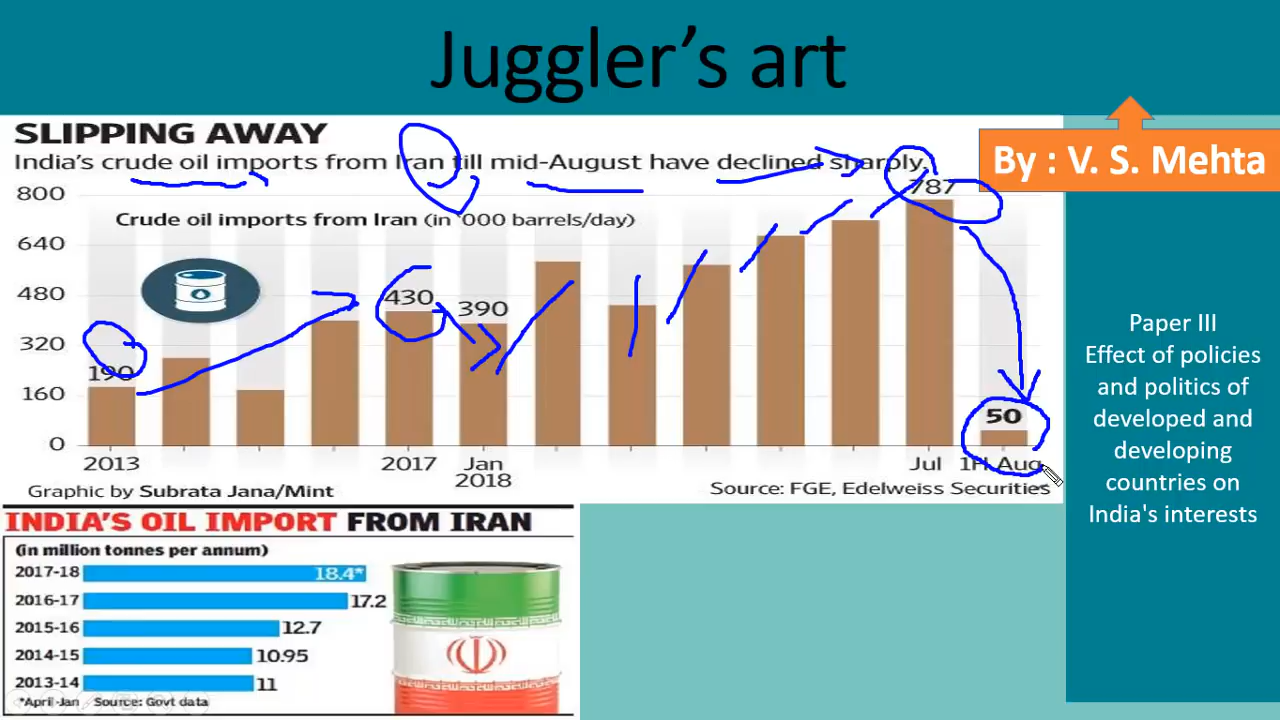 Juggler's art
SLIPPING AWAY
India's crude oil imports from Iran till mid-August have declined sharply.
By : V. S. Mehta
Crude oil imports from Iran (in '000 barrels/day)
800
640
480
320
160
0
190
430
390
787
50
2013
2017
Jan
2018
Jul
1H Aug
Graphic by Subrata Jana/Mint
Source: FGE, Edelweiss Securities
Paper III
Effect of policies
and politics of
developed and
developing
countries on
India's interests
INDIA'S OIL IMPORT FROM IRAN
(in million tonnes per annum)
2017-18 18.4*
2016-17 17.2
2015-16 12.7
2014-15 10.95
2013-14 11
*April-Jan Source: Govt data